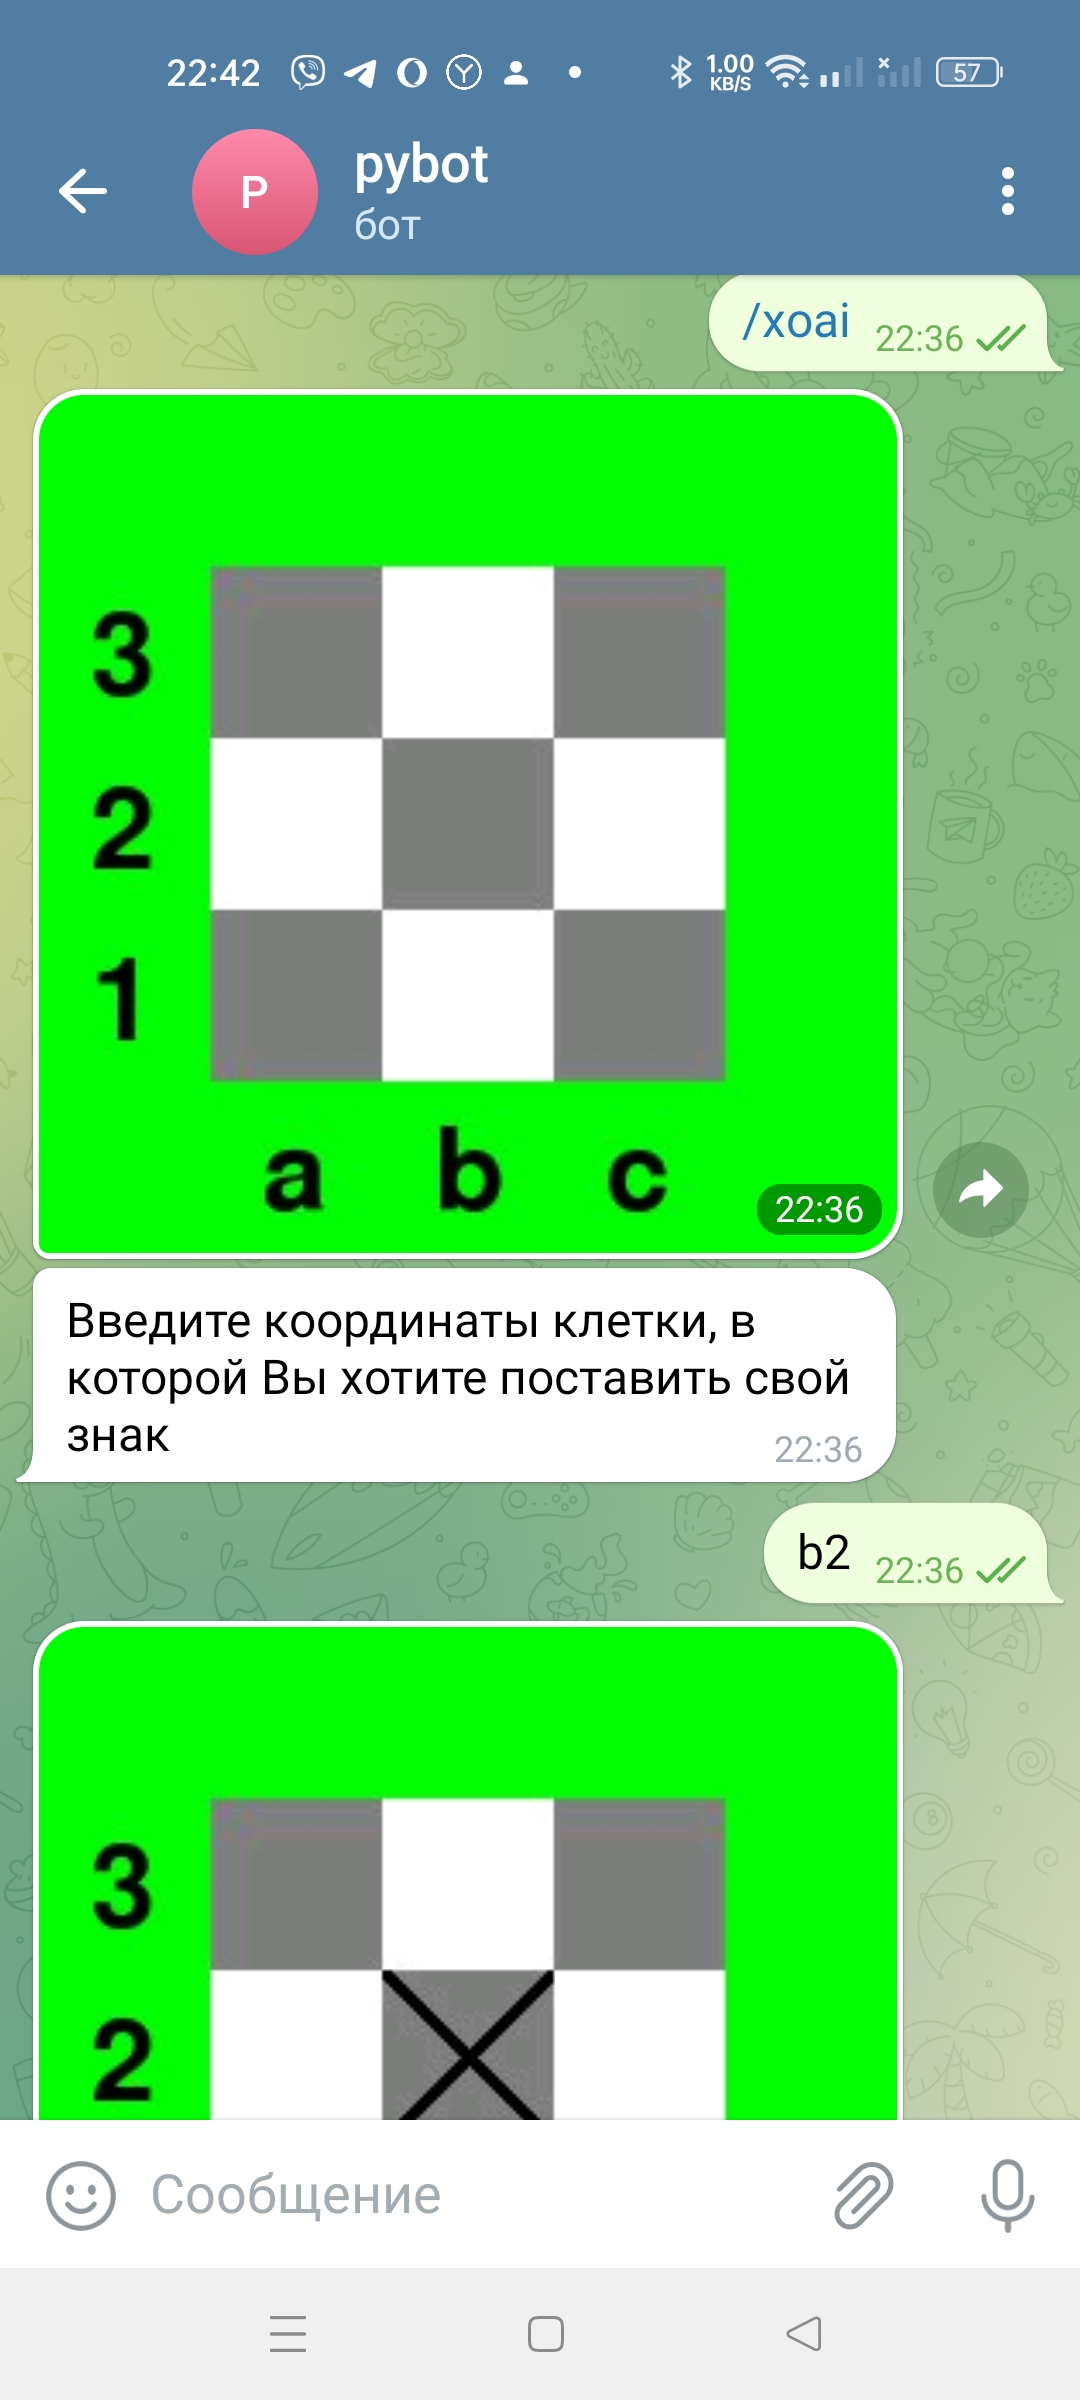 22:42
1.00
KB/S
57
P
pybot
бот
/xoai 22:36
3
2
1
a b c
22:36
Введите координаты клетки, в
которой Вы хотите поставить свой
знак
22:36
b2 22:36
3
2
Сообщение